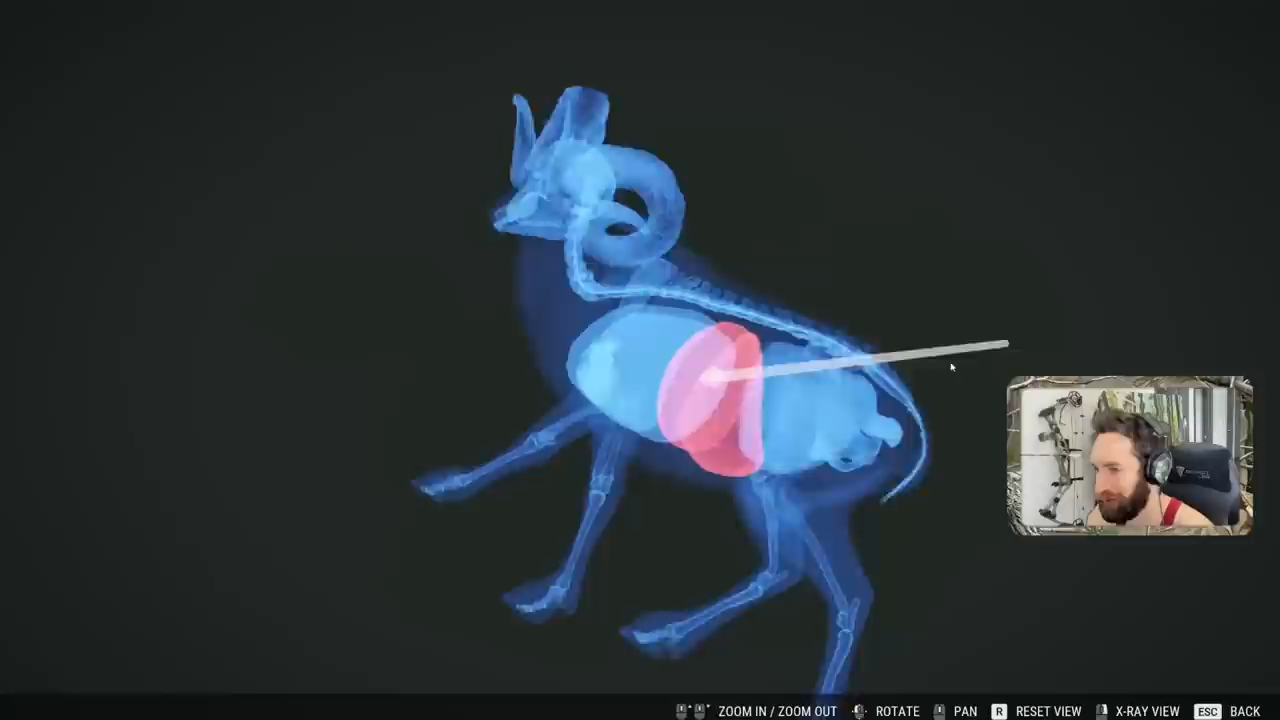 ZOOM IN / ZOOM OUT ROTATE PAN R RESET VIEW X-RAY VIEW ESC BACK